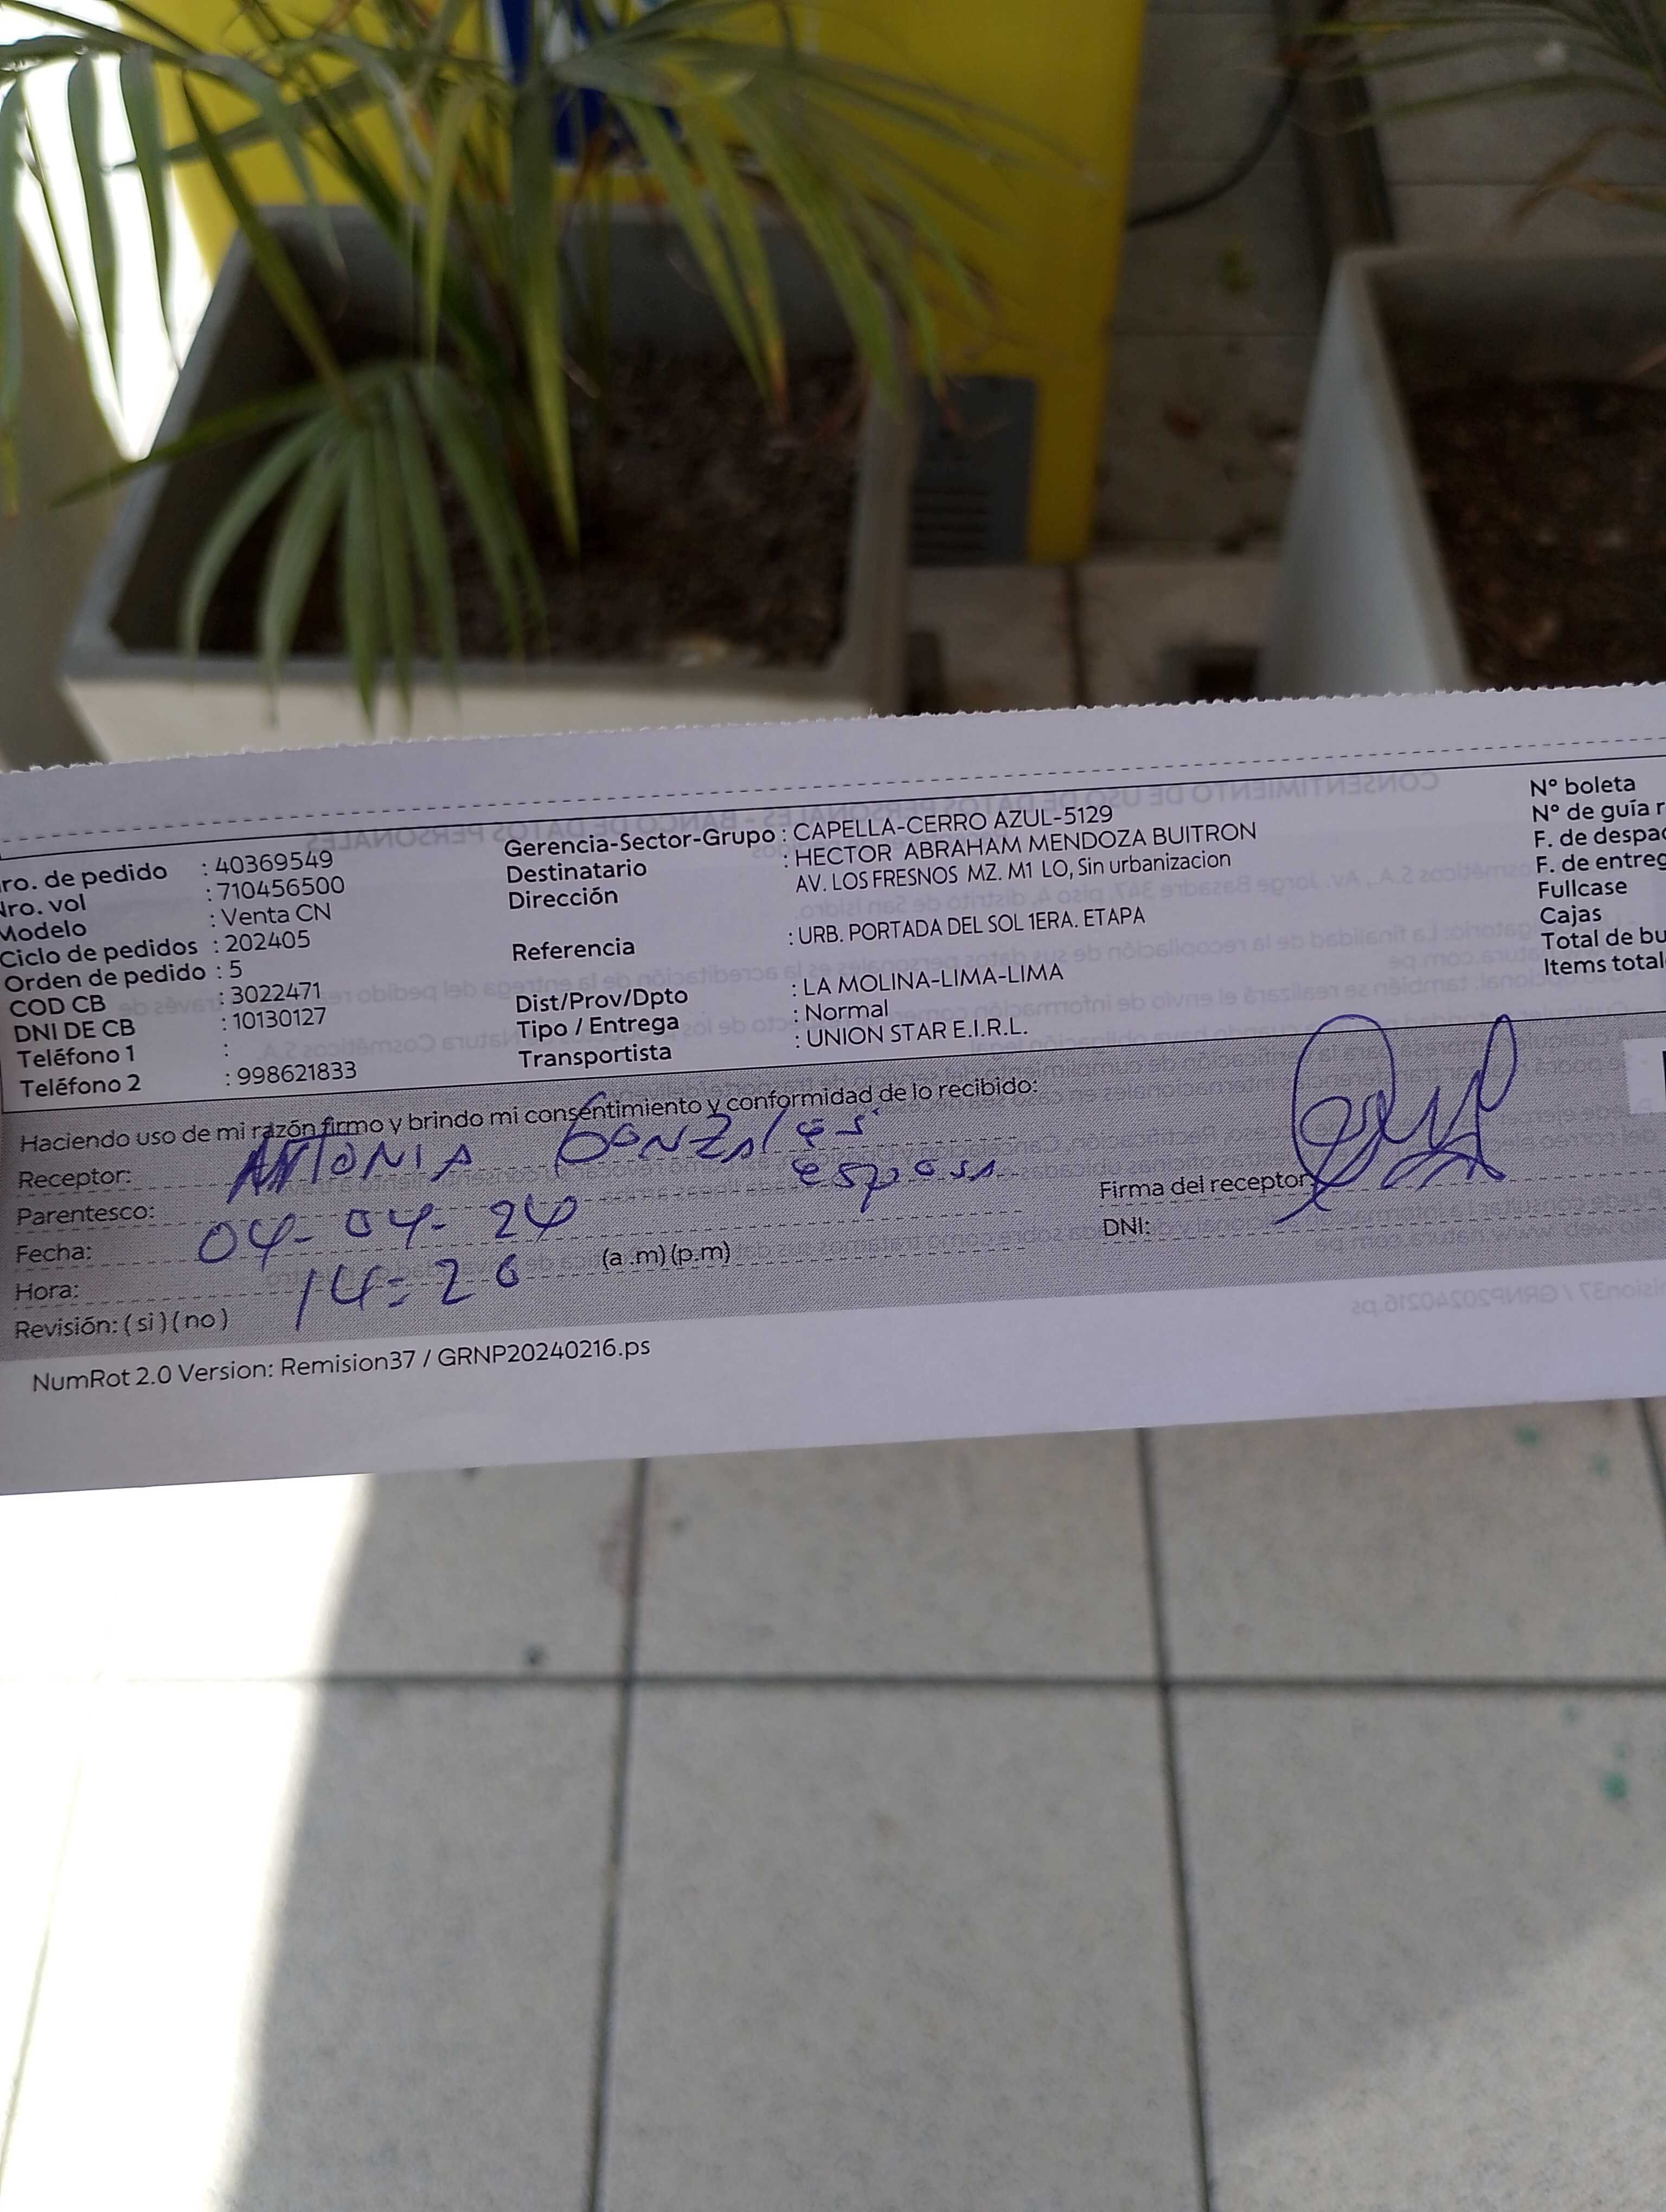 Nro. de pedido : 40369549
Nro. vol : 710456500
Modelo : Venta CN
Ciclo de pedidos : 202405
Orden de pedido : 5
COD CB : 3022471
DNI DE CB : 10130127
Teléfono 1 :
Teléfono 2 : 998621833
Gerencia-Sector-Grupo : CAPELLA-CERRO AZUL-5129
Destinatario : HECTOR ABRAHAM MENDOZA BUITRON
Dirección AV. LOS FRESNOS MZ. M1 LO, Sin urbanizacion
Referencia : URB. PORTADA DEL SOL 1ERA. ETAPA
Dist/Prov/Dpto : LA MOLINA-LIMA-LIMA
Tipo / Entrega : Normal
Transportista : UNION STAR E.I.R.L.
N° boleta
N° de guía r
F. de despac
F. de entreg
Fullcase
Cajas
Total de bu
Items total
Haciendo uso de mi razón firmo y brindo mi consentimiento y conformidad de lo recibido:
Receptor: ANTONIA GONZALES
Parentesco: esposa
Fecha: 04-04-24
Hora: 14:26 (a.m)(p.m)
Revisión: (si)(no)
Firma del receptor:
DNI:
NumRot 2.0 Version: Remision37 / GRNP20240216.ps